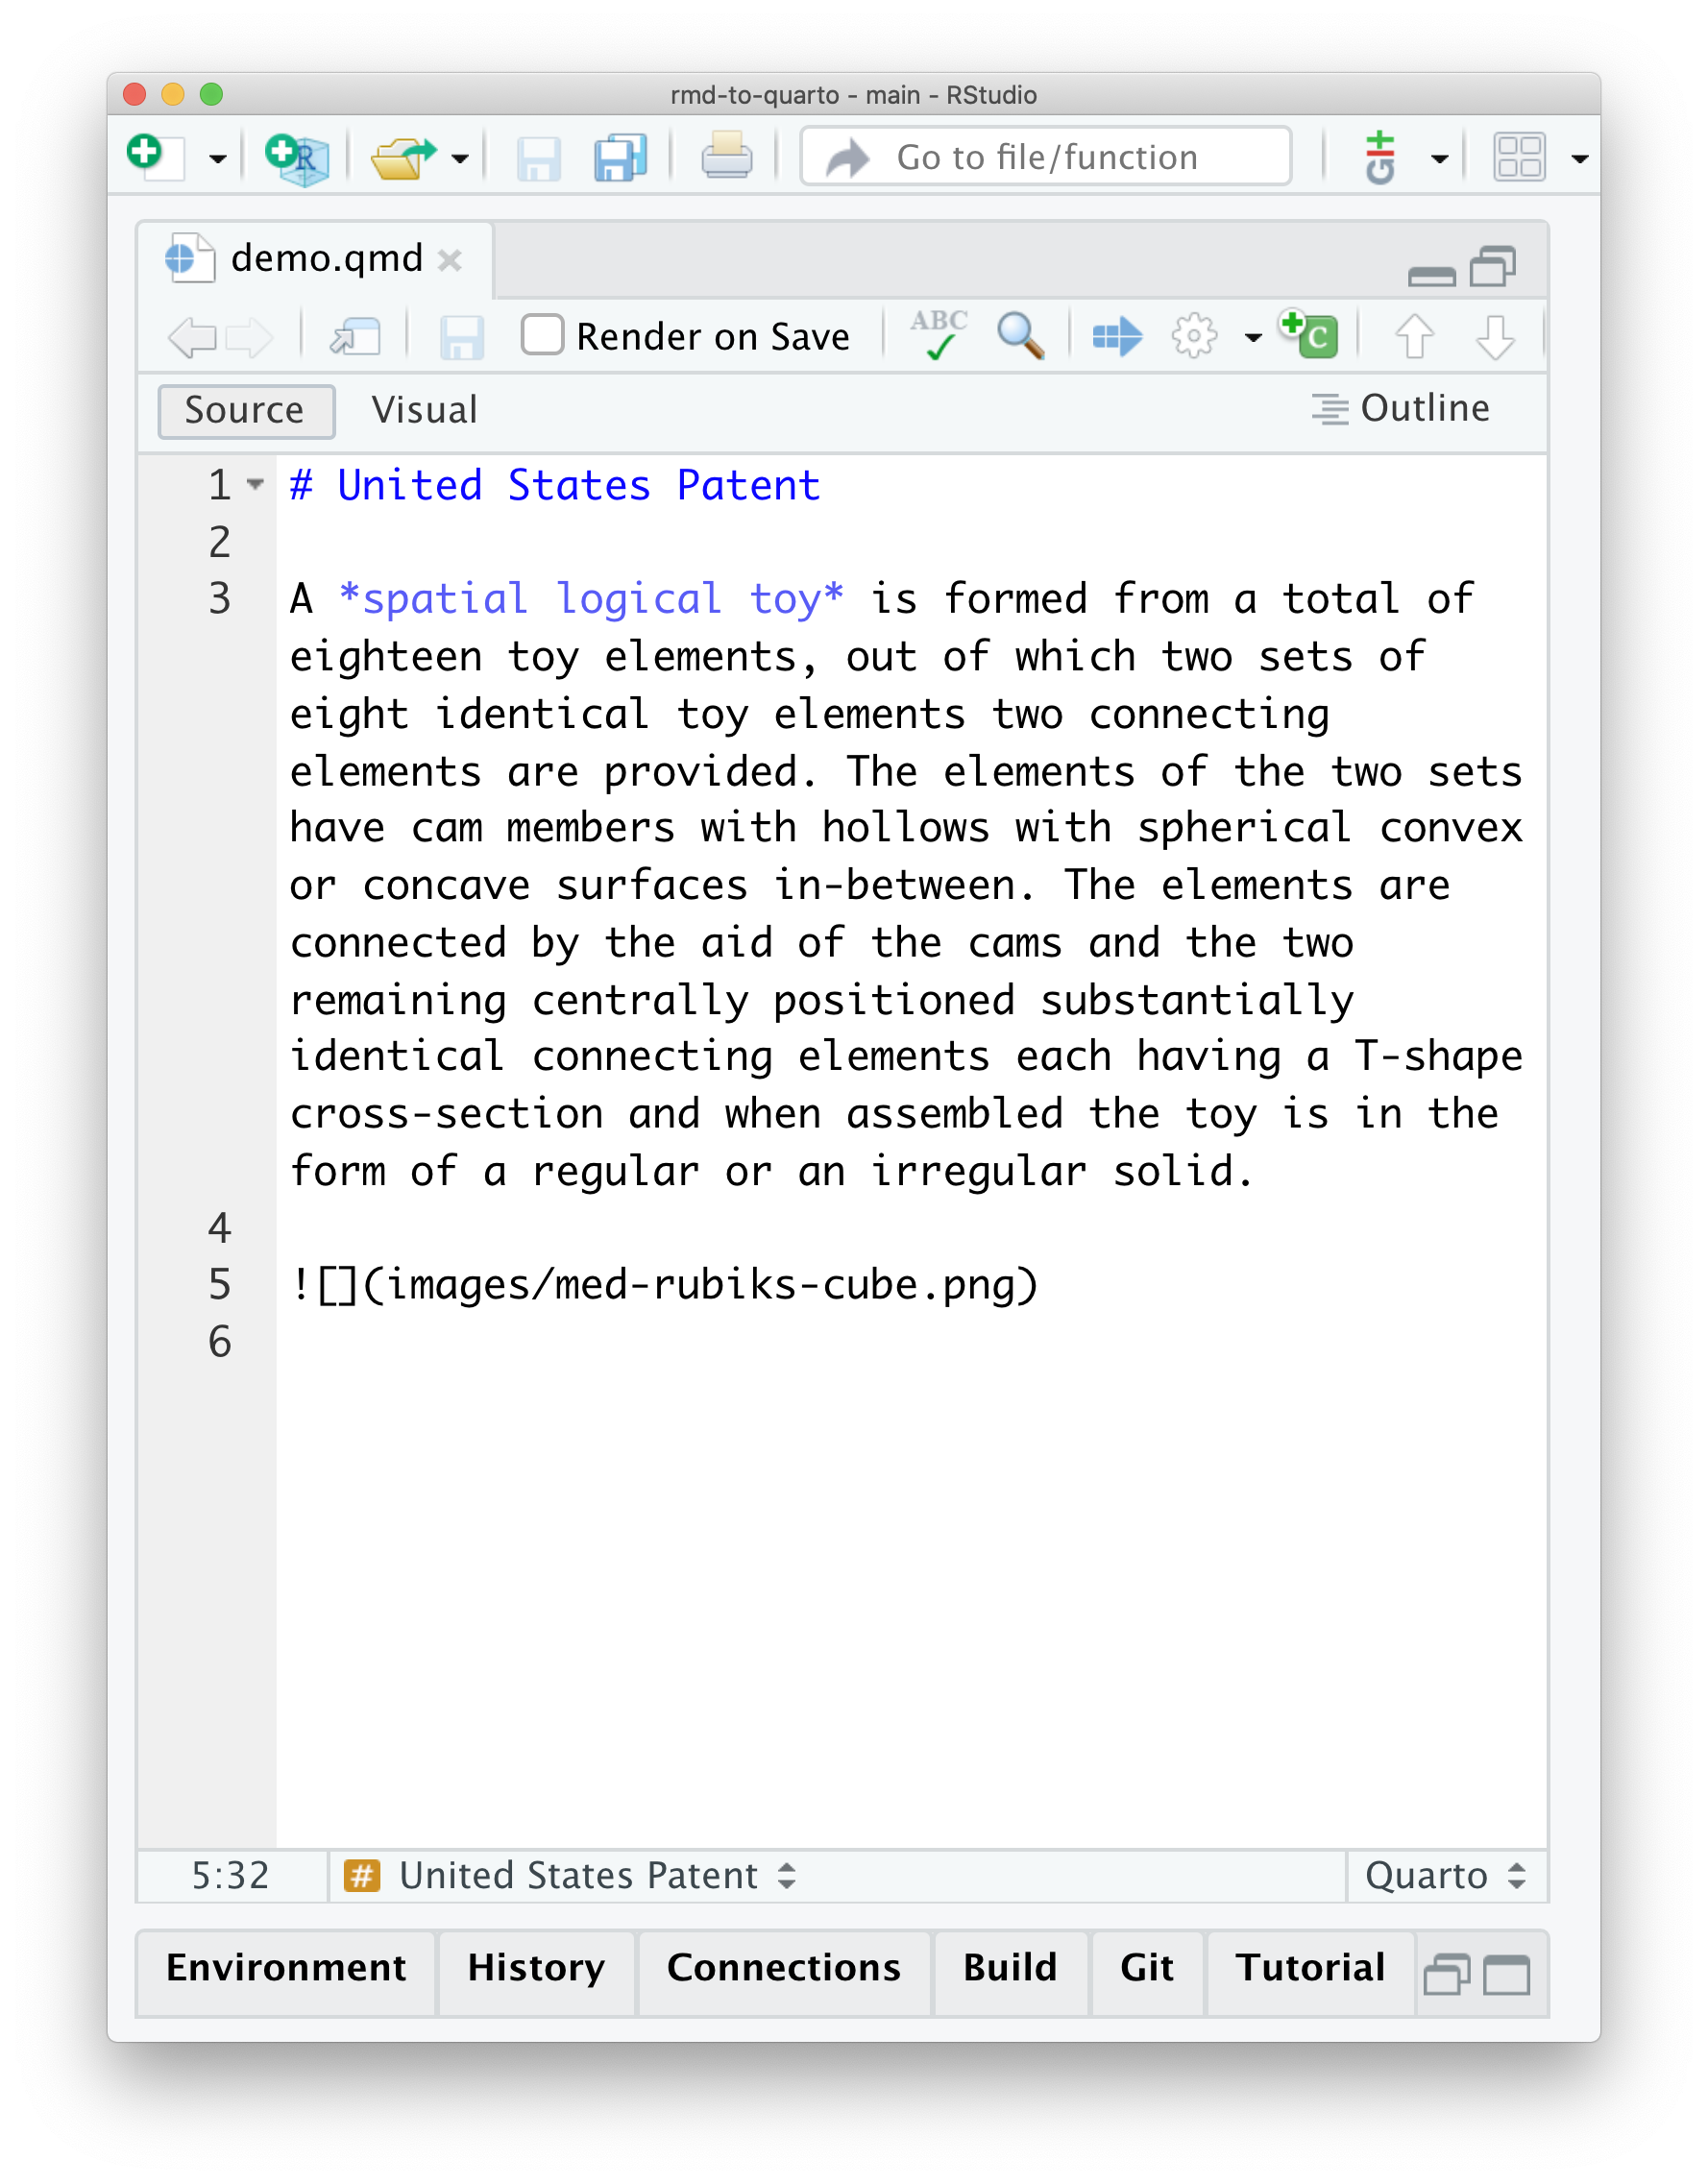 rmd-to-quarto - main - RStudio
R
Go to file/function
Git
demo.qmd
Render on Save
ABC
C
Source
Visual
Outline
1
# United States Patent
2
3
A *spatial logical toy* is formed from a total of
eighteen toy elements, out of which two sets of
eight identical toy elements two connecting
elements are provided. The elements of the two sets
have cam members with hollows with spherical convex
or concave surfaces in-between. The elements are
connected by the aid of the cams and the two
remaining centrally positioned substantially
identical connecting elements each having a T-shape
cross-section and when assembled the toy is in the
form of a regular or an irregular solid.
4
5
![](images/med-rubiks-cube.png)
6
5:32
# United States Patent
Quarto
Environment
History
Connections
Build
Git
Tutorial